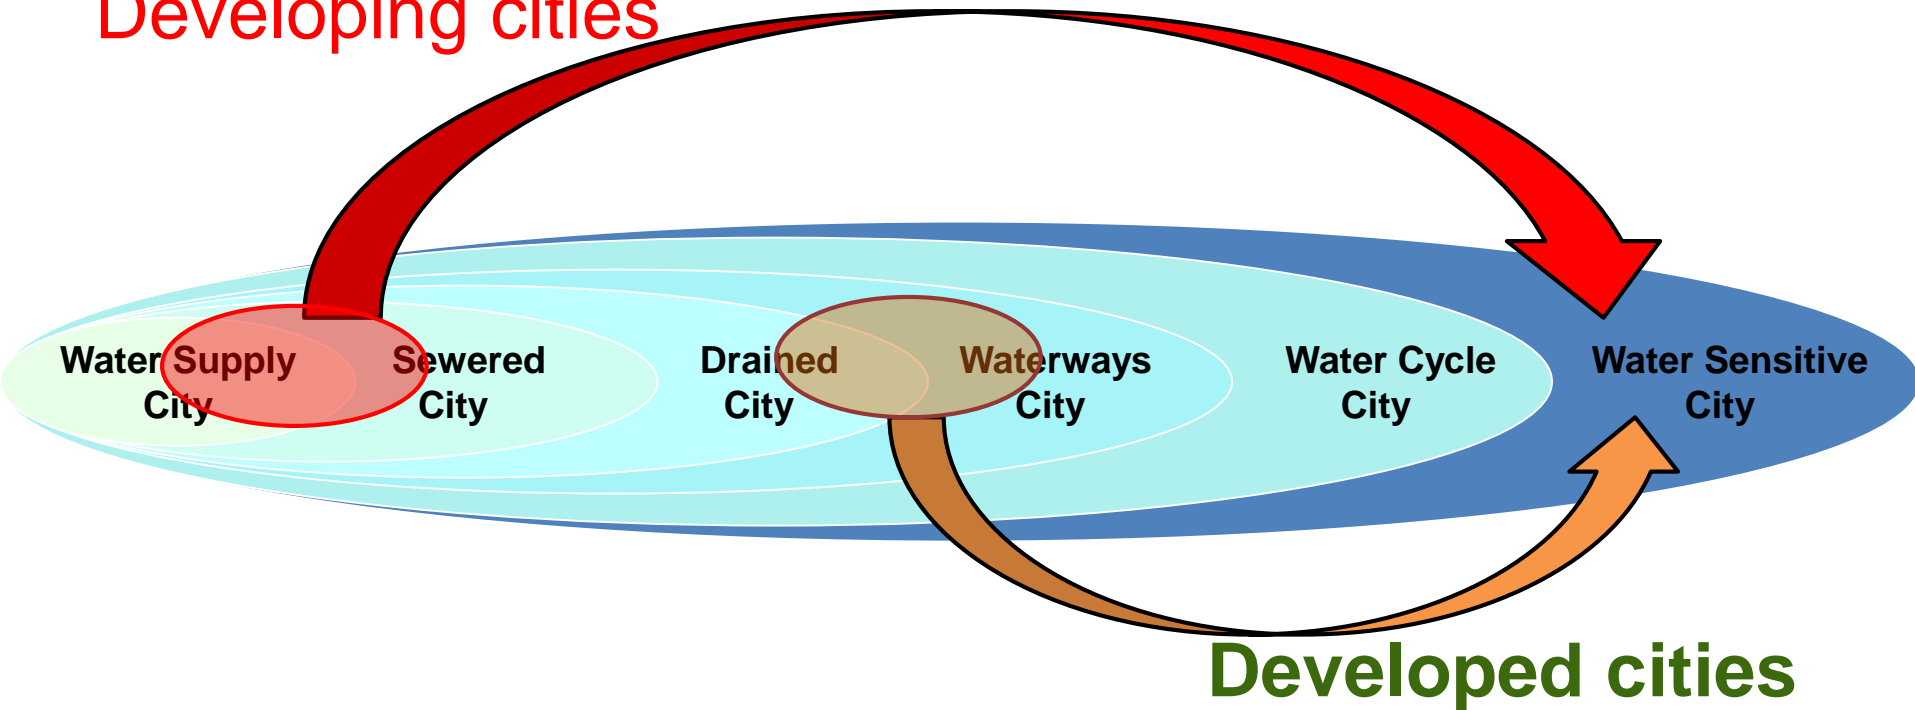 Developing cities
Water Supply
City
Sewered
City
Drained
City
Waterways
City
Water Cycle
City
Water Sensitive
City
Developed cities